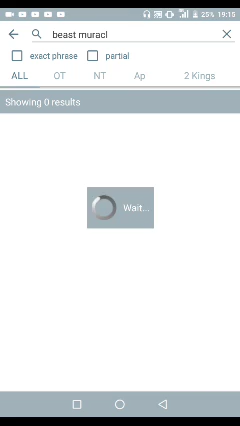 25% 19:15
beast muracl
exact phrase partial
ALL OT NT Ap 2 Kings
Showing 0 results
Wait...